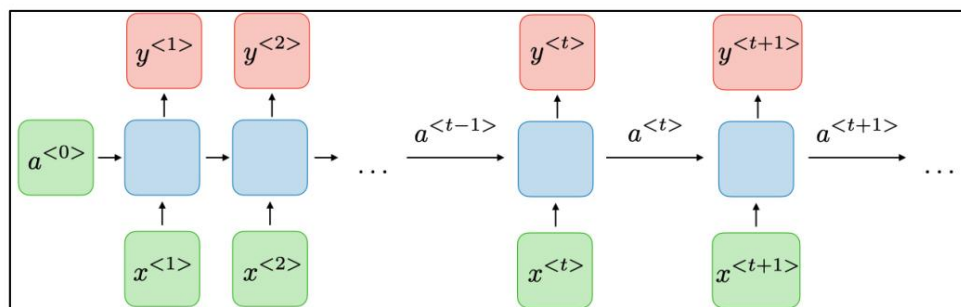 y^{<1>} y^{<2>} y^{<t>} y^{<t+1>}
a^{<0>} ... a^{<t-1>} a^{<t>} a^{<t+1>} ...
x^{<1>} x^{<2>} x^{<t>} x^{<t+1>}